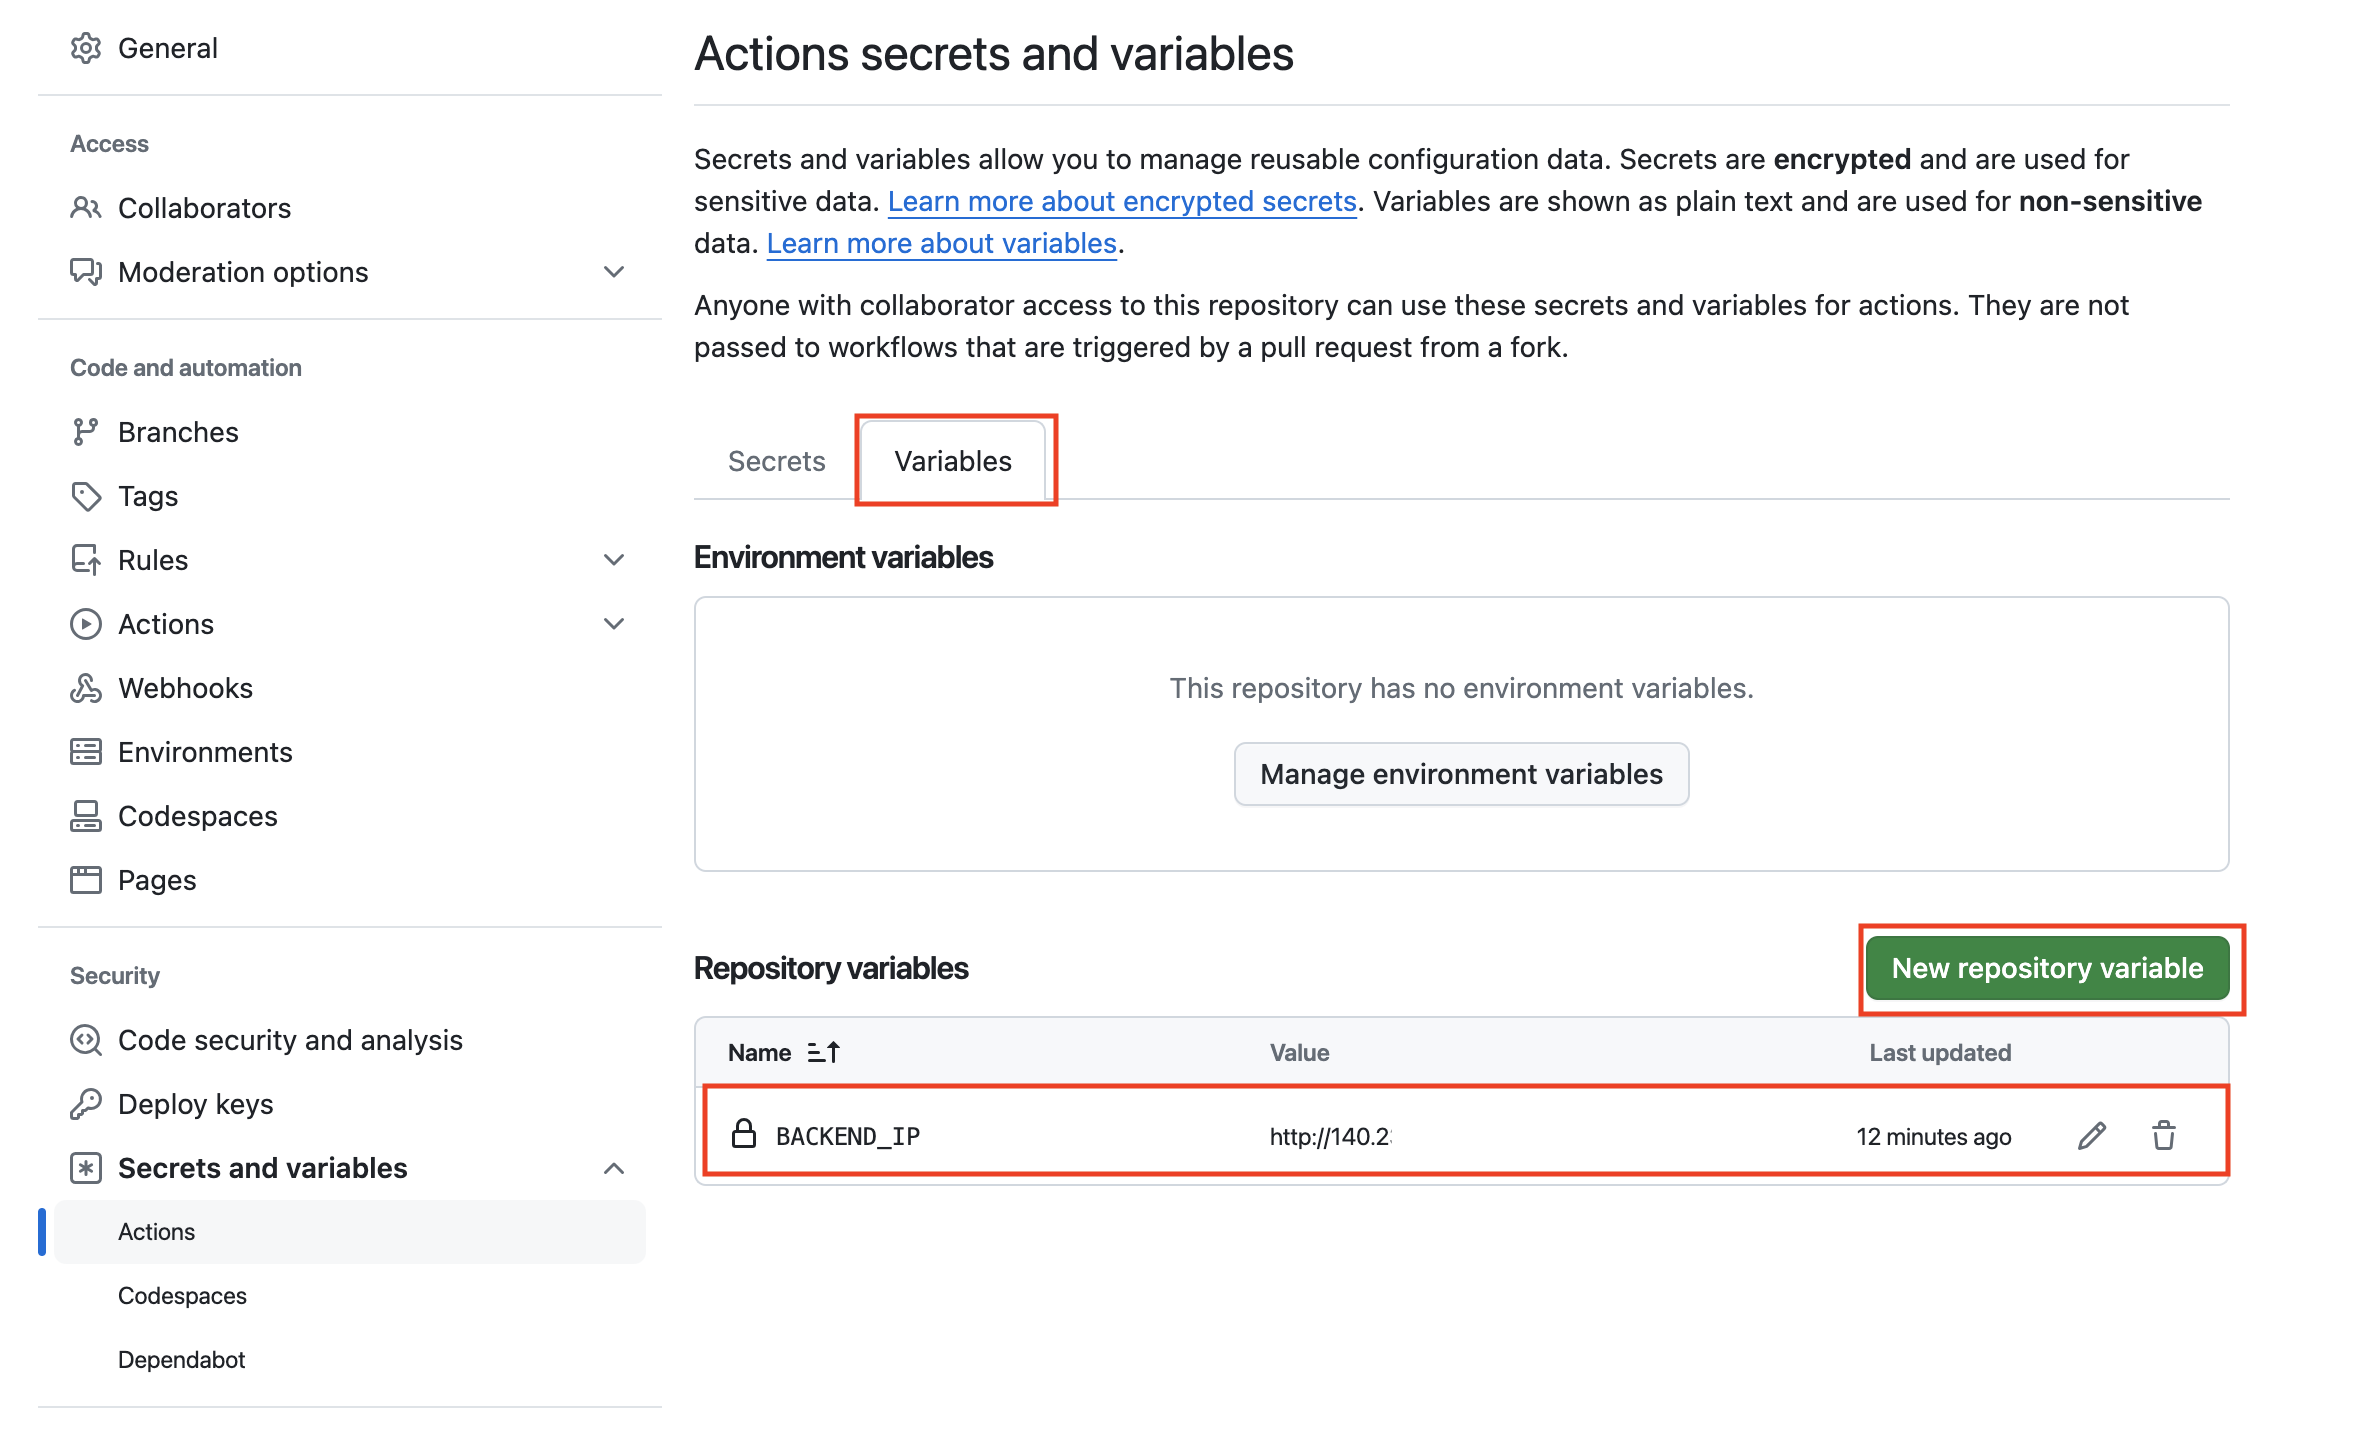 General
Access
Collaborators
Moderation options
Code and automation
Branches
Tags
Rules
Actions
Webhooks
Environments
Codespaces
Pages
Security
Code security and analysis
Deploy keys
Secrets and variables
Actions
Codespaces
Dependabot
Actions secrets and variables
Secrets and variables allow you to manage reusable configuration data. Secrets are encrypted and are used for
sensitive data. Learn more about encrypted secrets. Variables are shown as plain text and are used for non-sensitive
data. Learn more about variables.
Anyone with collaborator access to this repository can use these secrets and variables for actions. They are not
passed to workflows that are triggered by a pull request from a fork.
Secrets Variables
Environment variables
This repository has no environment variables.
Manage environment variables
Repository variables New repository variable
Name Value Last updated
BACKEND_IP http://140.2 12 minutes ago